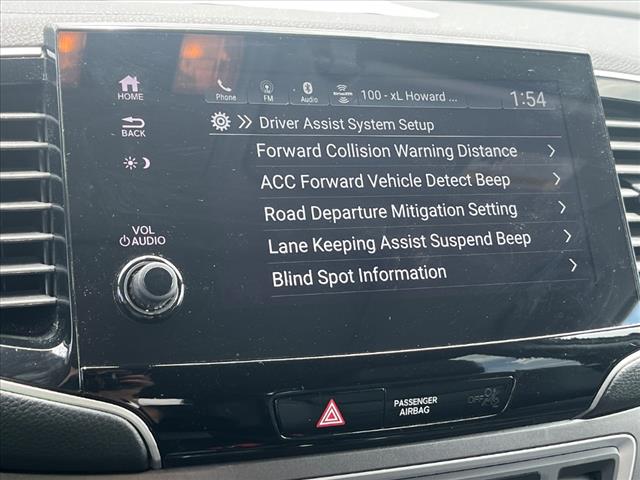 HOME
BACK
VOL
AUDIO
Phone FM Audio SiriusXM 100 - xL Howard ... 1:54
Driver Assist System Setup
Forward Collision Warning Distance
ACC Forward Vehicle Detect Beep
Road Departure Mitigation Setting
Lane Keeping Assist Suspend Beep
Blind Spot Information
PASSENGER
AIRBAG
OFF